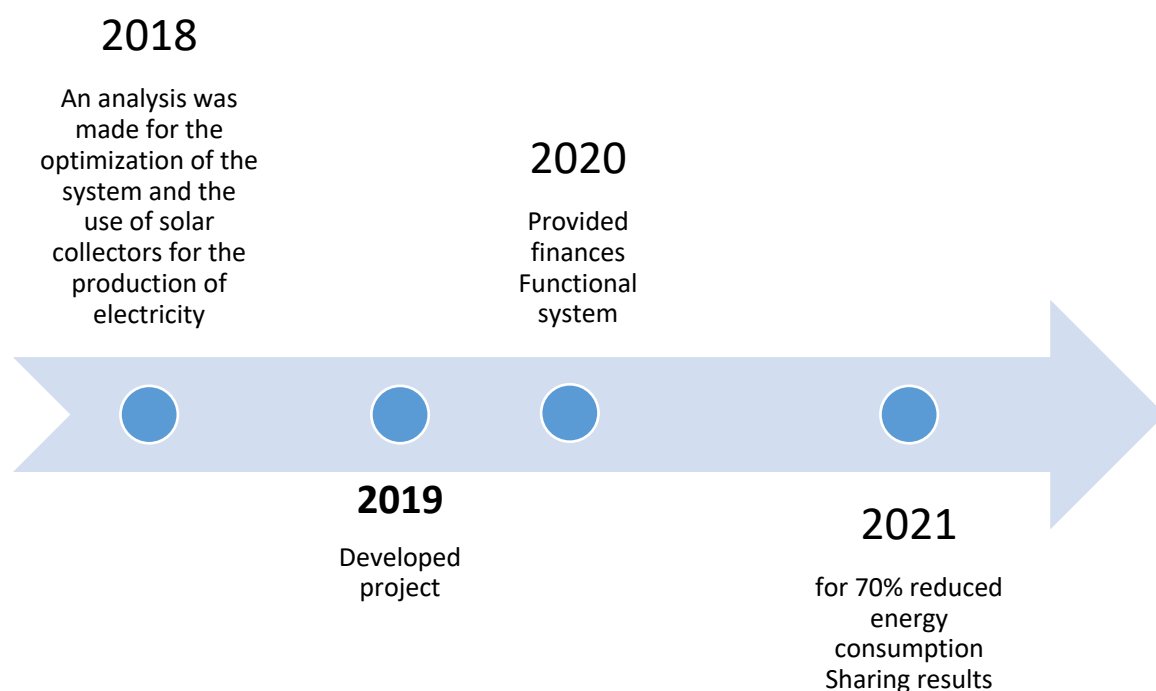 2018
An analysis was
made for the
optimization of the
system and the
use of solar
collectors for the
production of
electricity
2019
Developed
project
2020
Provided
finances
Functional
system
2021
for 70% reduced
energy
consumption
Sharing results